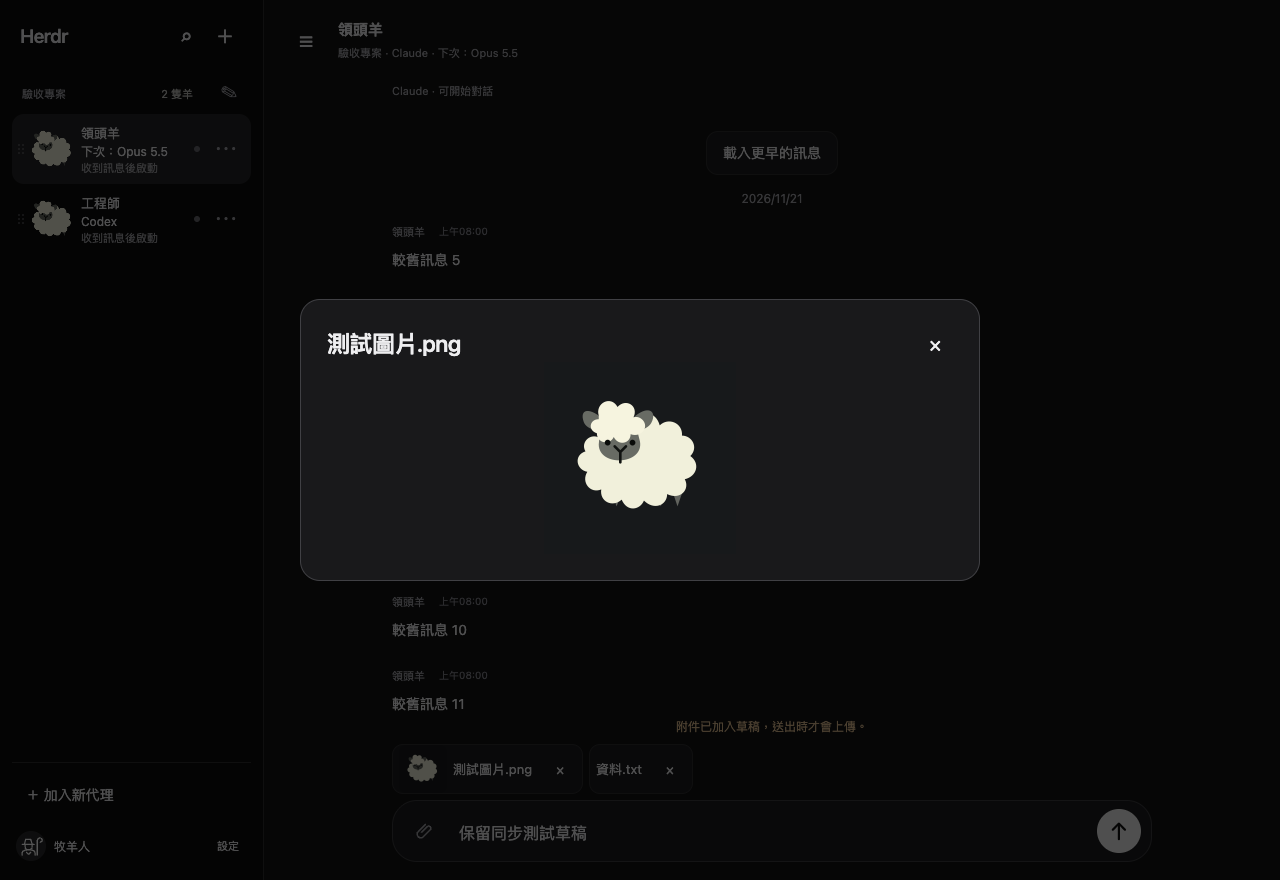 Herdr
驗收專案 2 隻羊
領頭羊
下次：Opus 5.5
收到訊息後啟動
工程師
Codex
收到訊息後啟動
+ 加入新代理
牧羊人 設定
領頭羊
驗收專案 · Claude · 下次：Opus 5.5
Claude · 可開始對話
載入更早的訊息
2026/11/21
領頭羊 上午08:00
較舊訊息 5
測試圖片.png
領頭羊 上午08:00
較舊訊息 10
領頭羊 上午08:00
較舊訊息 11
附件已加入草稿，送出時才會上傳。
測試圖片.png
資料.txt
保留同步測試草稿